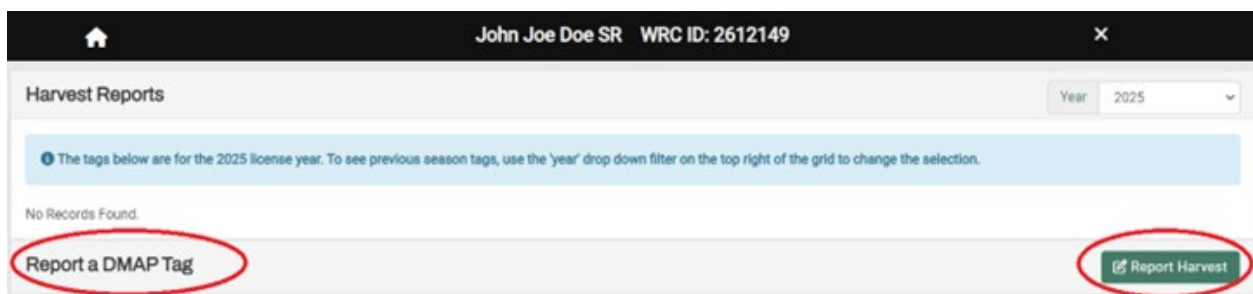 John Joe Doe SR WRC ID: 2612149
Harvest Reports
Year 2025
The tags below are for the 2025 license year. To see previous season tags, use the 'year' drop down filter on the top right of the grid to change the selection.
No Records Found.
Report a DMAP Tag
Report Harvest